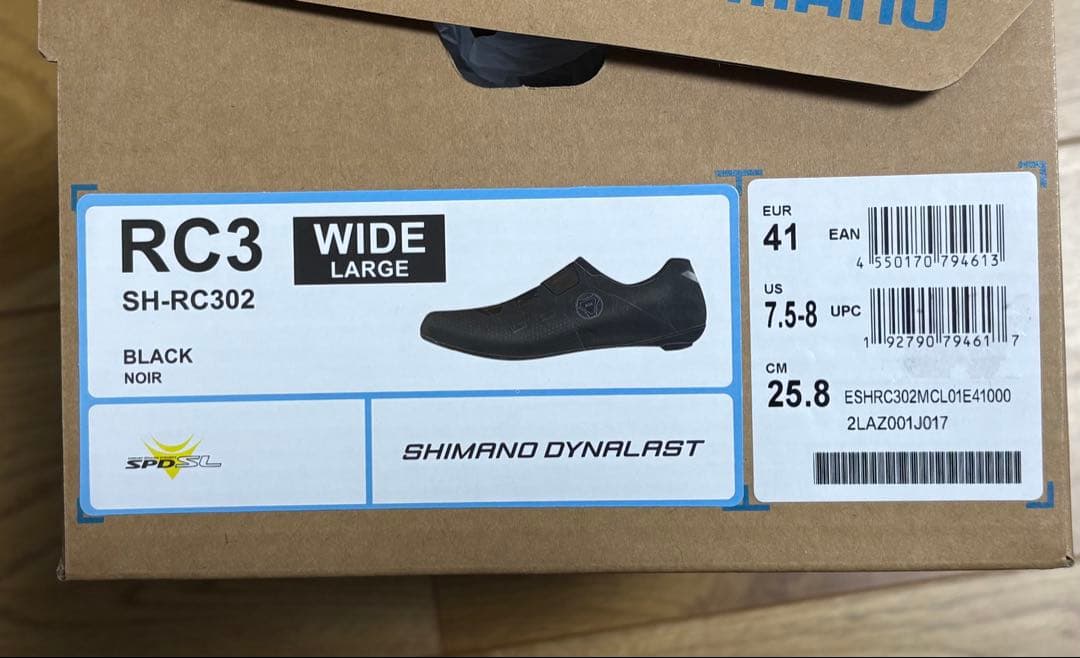 SHIMANO
RC3
WIDE
LARGE
SH-RC302
BLACK
NOIR
SPD-SL
SHIMANO DYNALAST
EUR
41
EAN
4 550170 794613
US
7.5-8
UPC
1 92790 79461 7
CM
25.8
ESHRC302MCL01E41000
2LAZ001J017